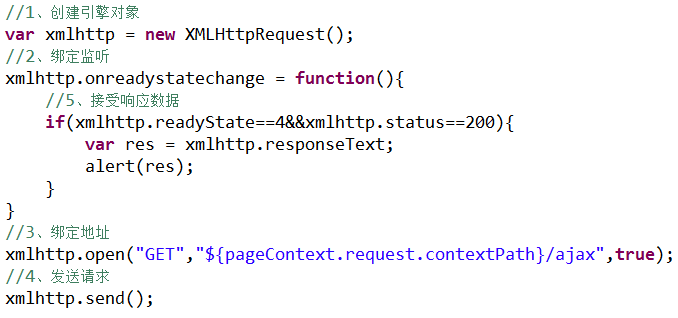 //1、创建引擎对象
var xmlhttp = new XMLHttpRequest();
//2、绑定监听
xmlhttp.onreadystatechange = function(){
    //5、接受响应数据
    if(xmlhttp.readyState==4&&xmlhttp.status==200){
        var res = xmlhttp.responseText;
        alert(res);
    }
}
//3、绑定地址
xmlhttp.open("GET","${pageContext.request.contextPath}/ajax",true);
//4、发送请求
xmlhttp.send();